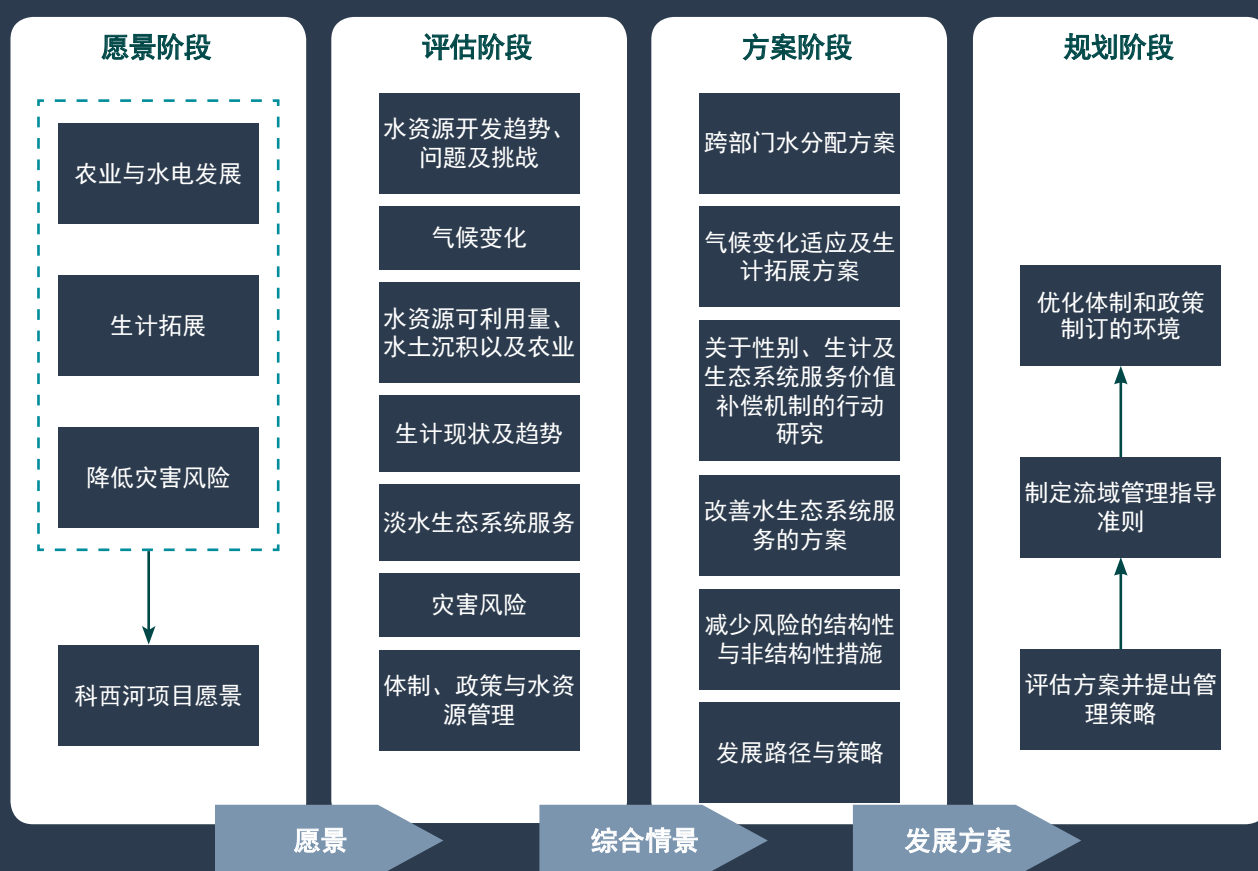 愿景阶段
农业与水电发展
生计拓展
降低灾害风险
科西河项目愿景
评估阶段
水资源开发趋势、
问题及挑战
气候变化
水资源可利用量、
水土沉积以及农业
生计现状及趋势
淡水生态系统服务
灾害风险
体制、政策与水资
源管理
方案阶段
跨部门水分配方案
气候变化适应及生
计拓展方案
关于性别、生计及
生态系统服务价值
补偿机制的行动
研究
改善水生态系统服
务的方案
减少风险的结构性
与非结构性措施
发展路径与策略
规划阶段
优化体制和政策
制订的环境
制定流域管理指导
准则
评估方案并提出管
理策略
愿景
综合情景
发展方案